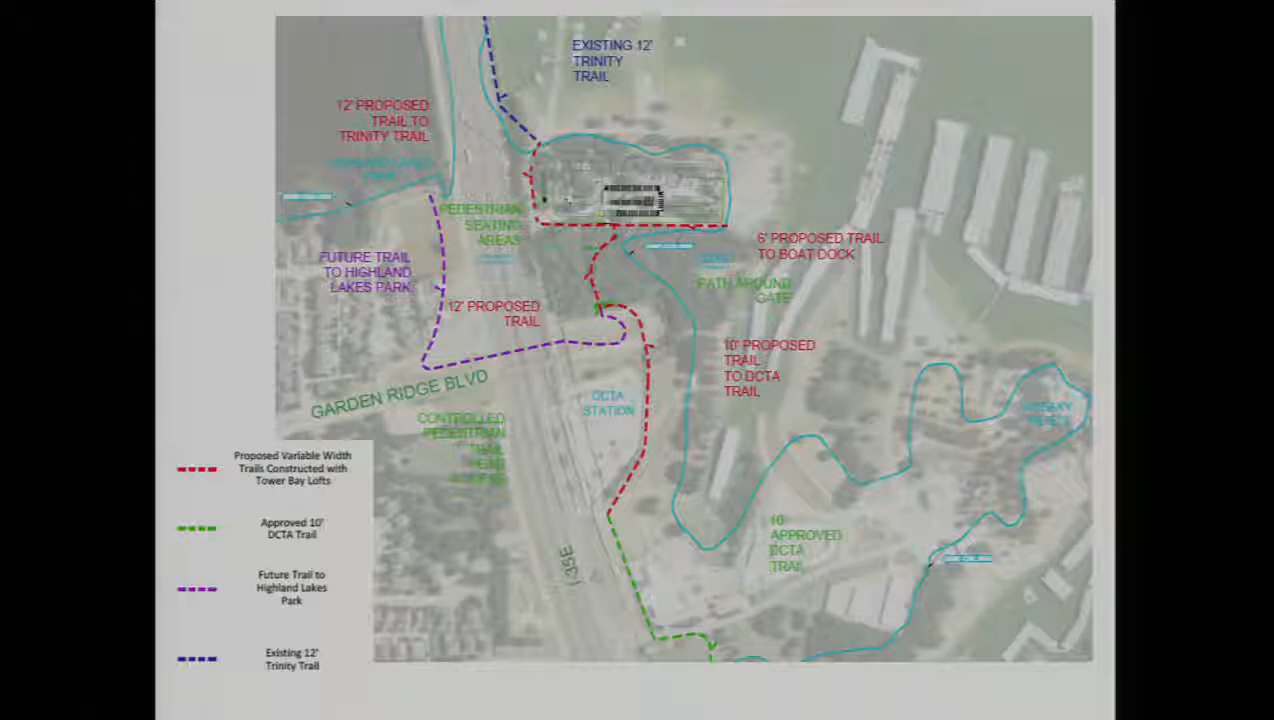 EXISTING 12'
TRINITY
TRAIL
12' PROPOSED
TRAIL TO
TRINITY TRAIL
PEDESTRIAN
SEATING
AREAS
6' PROPOSED TRAIL
TO BOAT DOCK
FUTURE TRAIL
TO HIGHLAND
LAKES PARK
PATH AROUND
GATE
12' PROPOSED
TRAIL
10' PROPOSED
TRAIL
TO DCTA
TRAIL
GARDEN RIDGE BLVD
DCTA
STATION
CONTROLLED
PEDESTRIAN
I-35E
APPROVED
DCTA
TRAIL
Proposed Variable Width
Trails Constructed with
Tower Bay Lofts
Approved 10'
DCTA Trail
Future Trail to
Highland Lakes
Park
Existing 12'
Trinity Trail